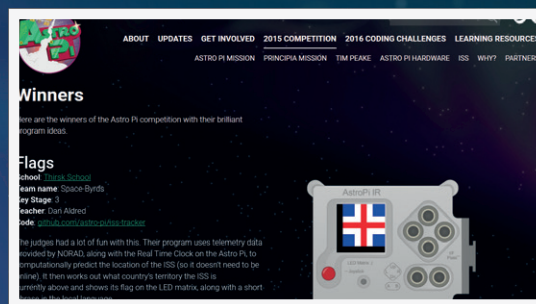 ASTRO
PI
ABOUT UPDATES GET INVOLVED 2015 COMPETITION 2016 CODING CHALLENGES LEARNING RESOURCES
ASTRO PI MISSION PRINCIPIA MISSION TIM PEAKE ASTRO PI HARDWARE ISS WHY? PARTNER
Winners
Here are the winners of the Astro Pi competition with their brilliant
program ideas.
Flags
School: Thirsk School
Team name: Space-Byrds
Key Stage: 3
Teacher: Dan Aldred
Code: github.com/astro-pi/iss-tracker
The judges had a lot of fun with this. Their program uses telemetry data
provided by NORAD, along with the Real Time Clock on the Astro Pi, to
computationally predict the location of the ISS (so it doesn't need to be
online). It then works out what country's territory the ISS is
currently above and shows its flag on the LED matrix, along with a short
phrase in the local language.
AstroPi IR
LED Matrix